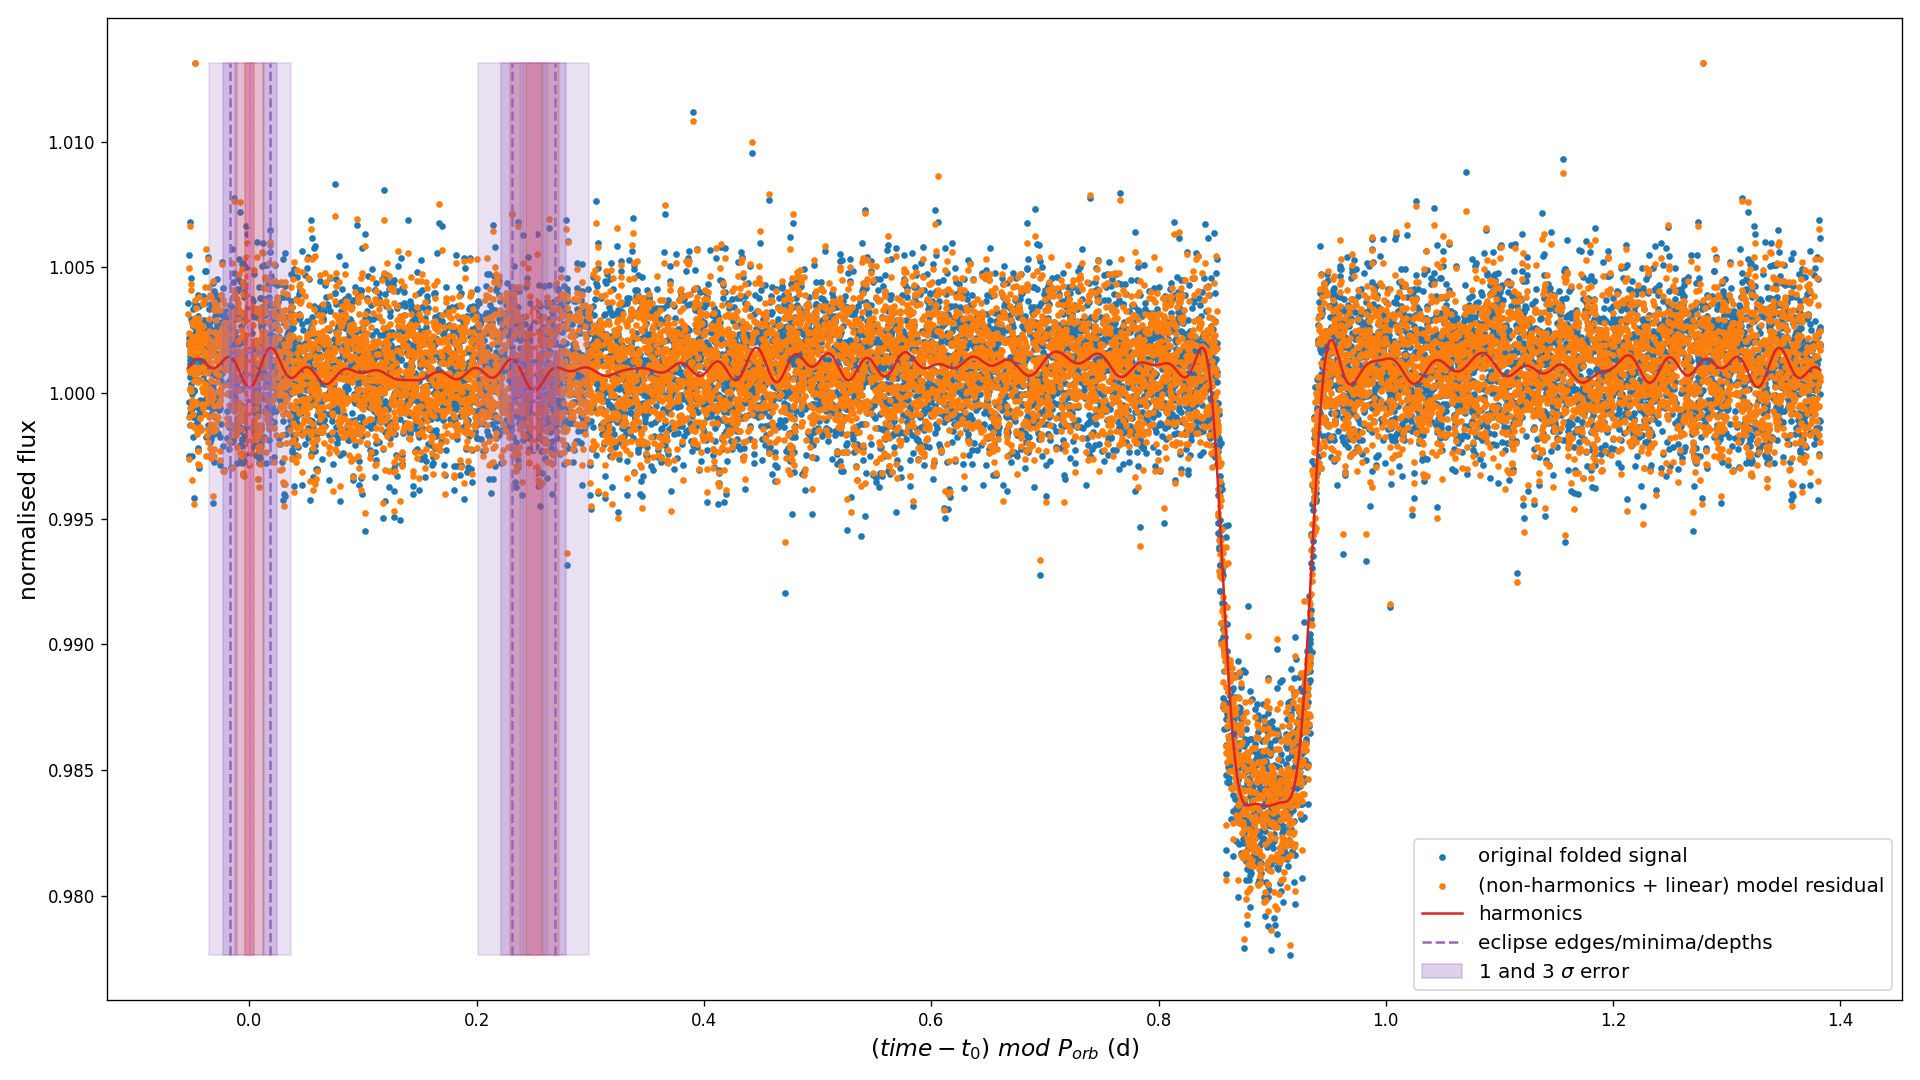 normalised flux
1.010
1.005
1.000
0.995
0.990
0.985
0.980
0.0 0.2 0.4 0.6 0.8 1.0 1.2 1.4
(time − t₀) mod Pₒᵣb (d)
original folded signal
(non-harmonics + linear) model residual
harmonics
eclipse edges/minima/depths
1 and 3 σ error